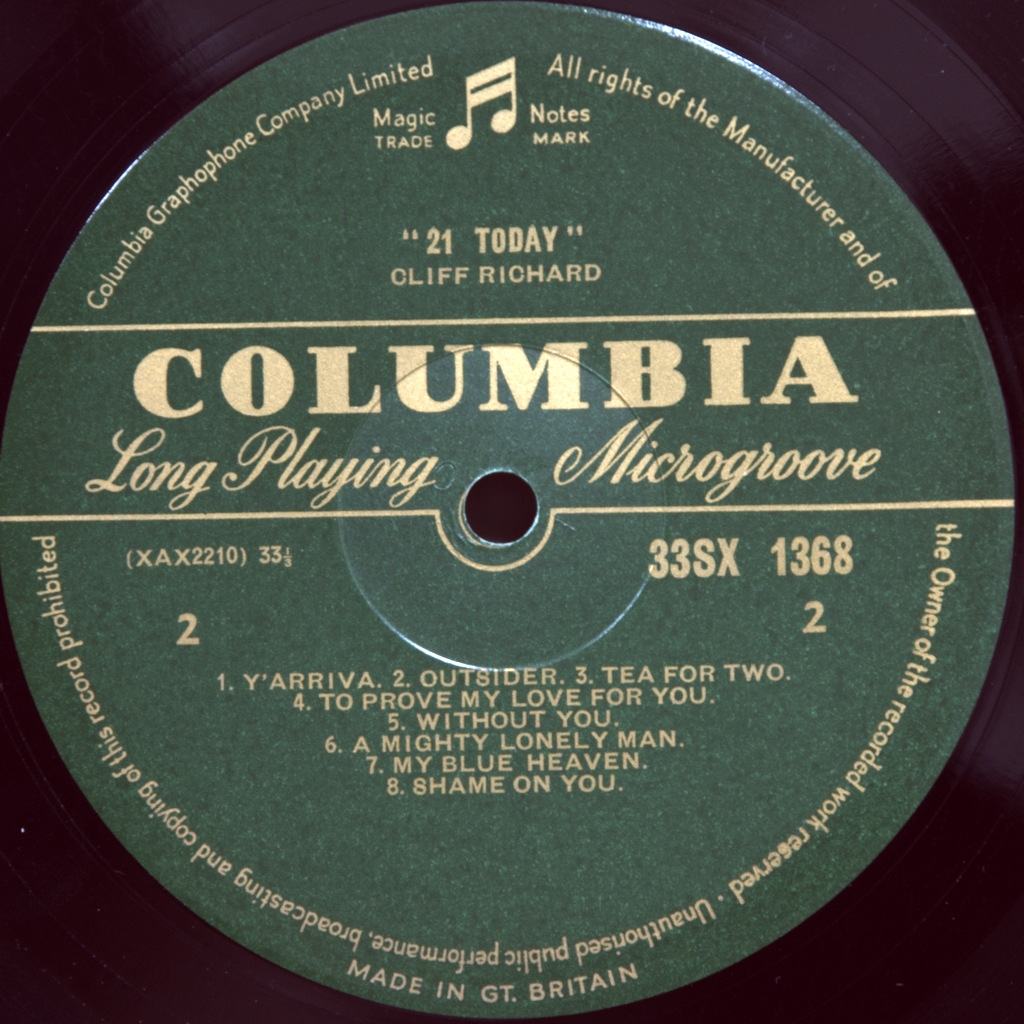 Columbia Graphophone Company Limited
All rights of the Manufacturer and of
the Owner of the recorded work reserved · Unauthorised public performance, broadcasting and copying of this record prohibited
Magic Notes
TRADE MARK
"21 TODAY"
CLIFF RICHARD
COLUMBIA
Long Playing Microgroove
(XAX2210) 33⅓ 33SX 1368
2 2
1. Y'ARRIVA. 2. OUTSIDER. 3. TEA FOR TWO.
4. TO PROVE MY LOVE FOR YOU.
5. WITHOUT YOU.
6. A MIGHTY LONELY MAN.
7. MY BLUE HEAVEN.
8. SHAME ON YOU.
MADE IN GT. BRITAIN